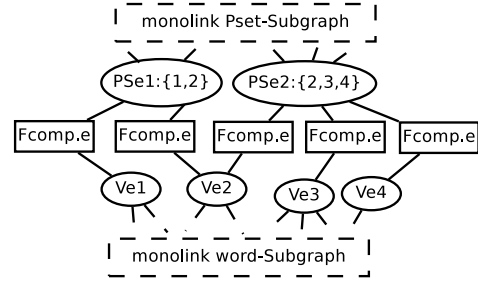 monolink Pset-Subgraph
PSe1:{1,2} PSe2:{2,3,4}
Fcomp.e Fcomp.e Fcomp.e Fcomp.e Fcomp.e
Ve1 Ve2 Ve3 Ve4
monolink word-Subgraph